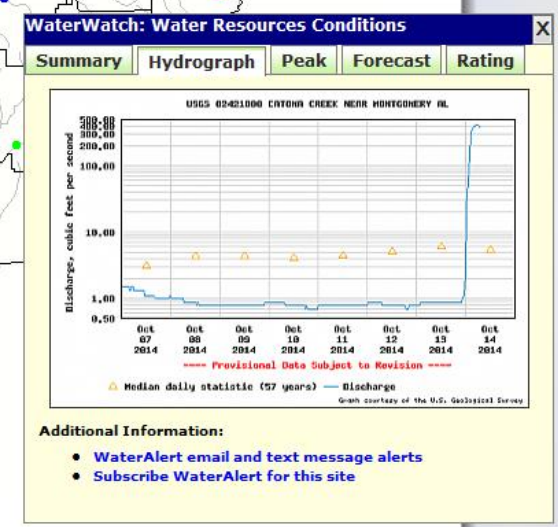 WaterWatch: Water Resources Conditions X
Summary Hydrograph Peak Forecast Rating
USGS 02421000 CATOMA CREEK NEAR MONTGOMERY AL
Discharge, cubic feet per second
500.00
400.00
300.00
200.00
100.00
10.00
1.00
0.50
Oct Oct Oct Oct Oct Oct Oct Oct
07 08 09 10 11 12 13 14
2014 2014 2014 2014 2014 2014 2014 2014
---- Provisional Data Subject to Revision ----
Median daily statistic (57 years) Discharge
Graph courtesy of the U.S. Geological Survey
Additional Information:
WaterAlert email and text message alerts
Subscribe WaterAlert for this site